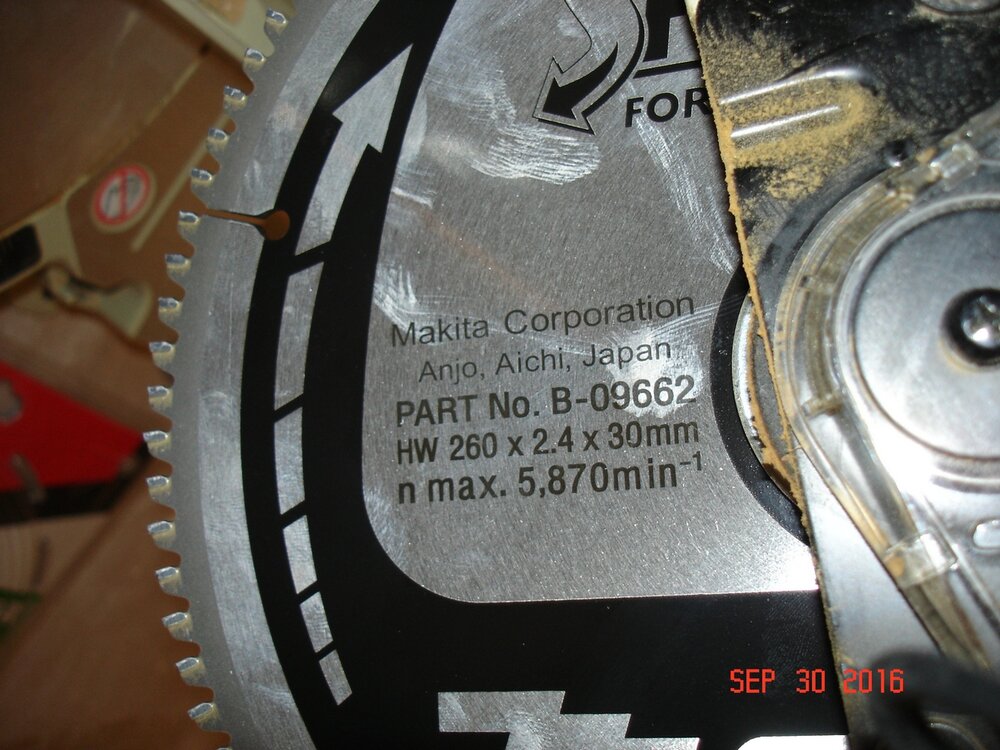 FOR
Makita Corporation
Anjo, Aichi, Japan
PART No. B-09662
HW 260 x 2.4 x 30mm
n max. 5,870min⁻¹
SEP 30 2016